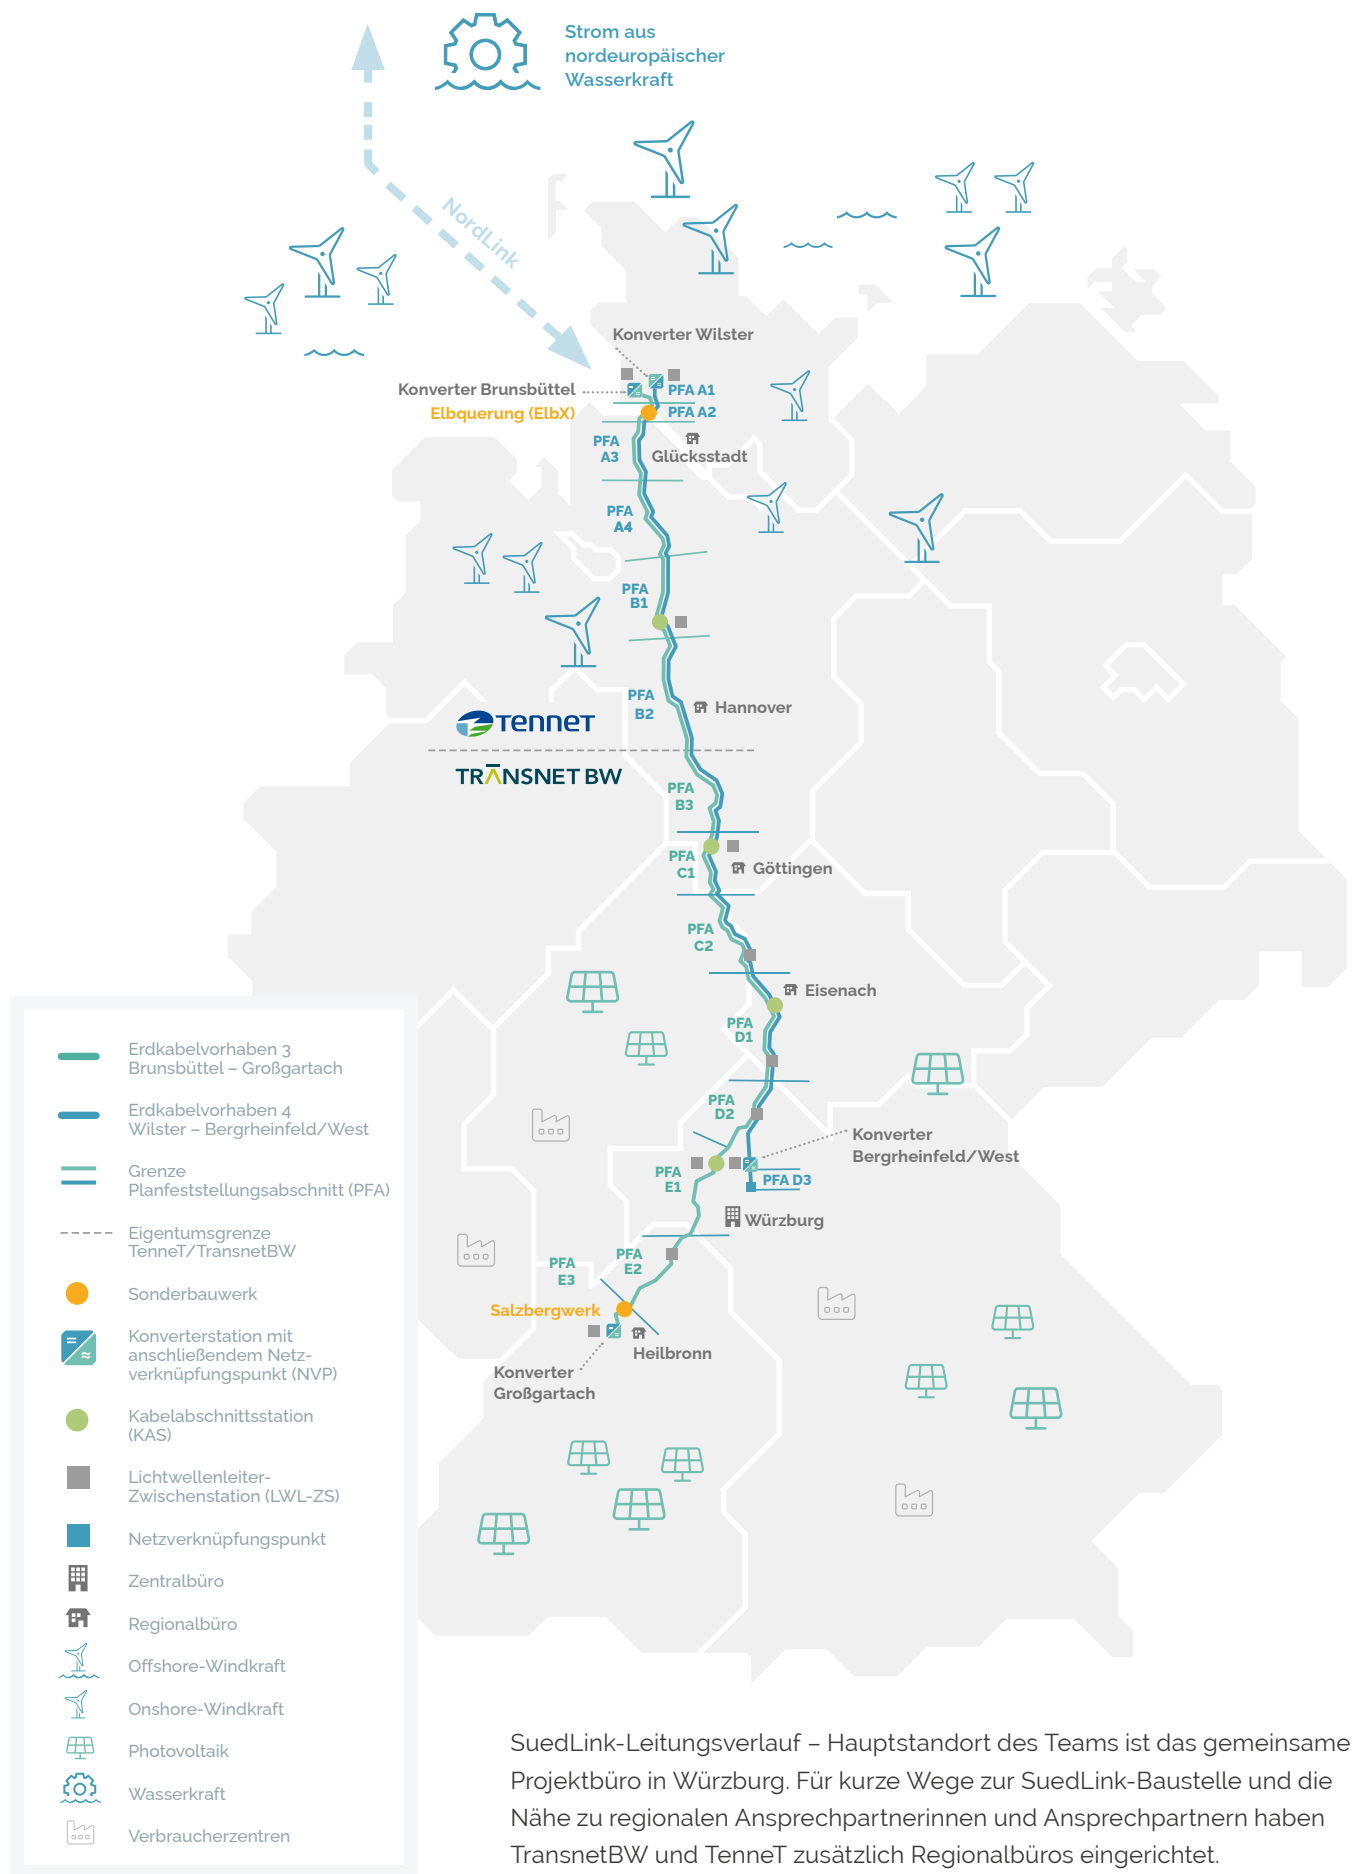 Strom aus
nordeuropäischer
Wasserkraft
NordLink
Konverter Wilster
Konverter Brunsbüttel
PFA A1
Elbquerung (ElbX)
PFA A2
PFA
A3
Glücksstadt
PFA
A4
PFA
B1
PFA
B2
Hannover
TenneT
TRANSNET BW
PFA
B3
PFA
C1
Göttingen
PFA
C2
Eisenach
PFA
D1
PFA
D2
Konverter
Bergrheinfeld/West
PFA
E1
PFA D3
Würzburg
PFA
E2
PFA
E3
Salzbergwerk
Heilbronn
Konverter
Großgartach
Erdkabelvorhaben 3
Brunsbüttel – Großgartach
Erdkabelvorhaben 4
Wilster – Bergrheinfeld/West
Grenze
Planfeststellungsabschnitt (PFA)
Eigentumsgrenze
TenneT/TransnetBW
Sonderbauwerk
Konverterstation mit
anschließendem Netz-
verknüpfungspunkt (NVP)
Kabelabschnittsstation
(KAS)
Lichtwellenleiter-
Zwischenstation (LWL-ZS)
Netzverknüpfungspunkt
Zentralbüro
Regionalbüro
Offshore-Windkraft
Onshore-Windkraft
Photovoltaik
Wasserkraft
Verbraucherzentren
SuedLink-Leitungsverlauf – Hauptstandort des Teams ist das gemeinsame
Projektbüro in Würzburg. Für kurze Wege zur SuedLink-Baustelle und die
Nähe zu regionalen Ansprechpartnerinnen und Ansprechpartnern haben
TransnetBW und TenneT zusätzlich Regionalbüros eingerichtet.